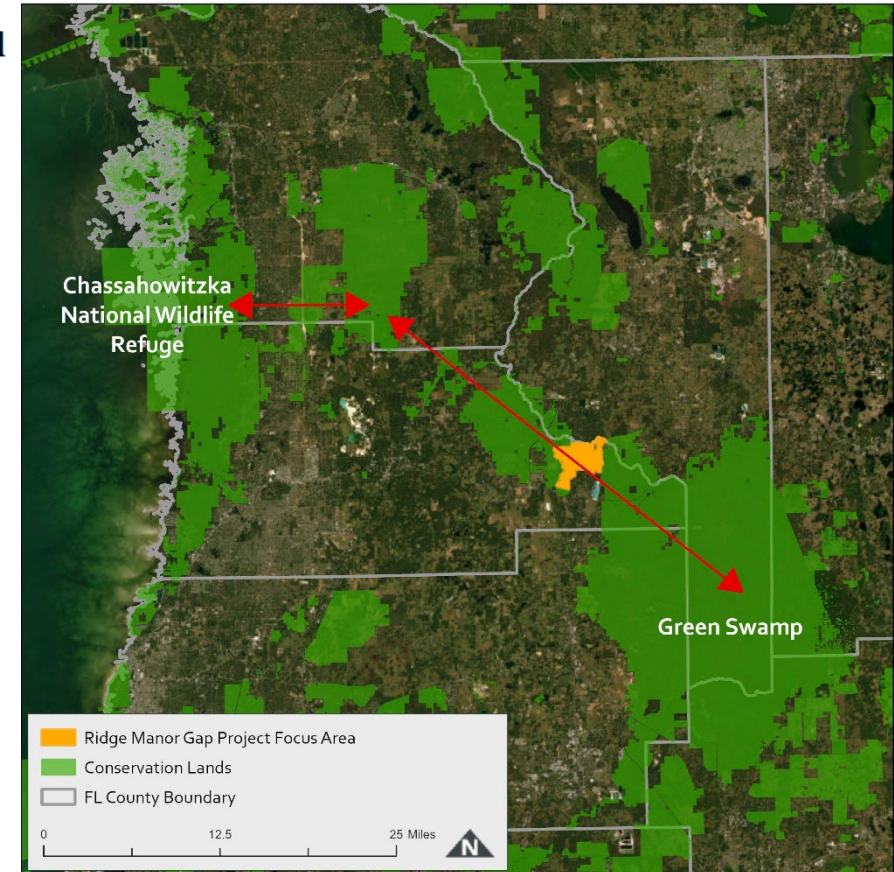 Chassahowitzka
National Wildlife
Refuge
Green Swamp
Ridge Manor Gap Project Focus Area
Conservation Lands
FL County Boundary
0 12.5 25 Miles
N